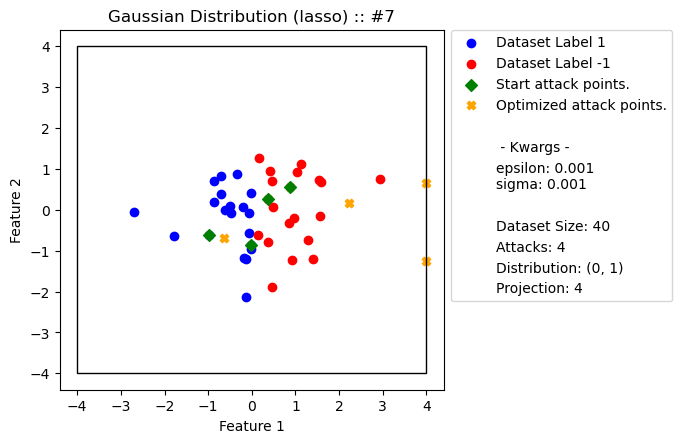 Gaussian Distribution (lasso) :: #7
Feature 2
4
3
2
1
0
−1
−2
−3
−4
−4
−3
−2
−1
0
1
2
3
4
Feature 1
Dataset Label 1
Dataset Label -1
Start attack points.
Optimized attack points.
- Kwargs -
epsilon: 0.001
sigma: 0.001
Dataset Size: 40
Attacks: 4
Distribution: (0, 1)
Projection: 4